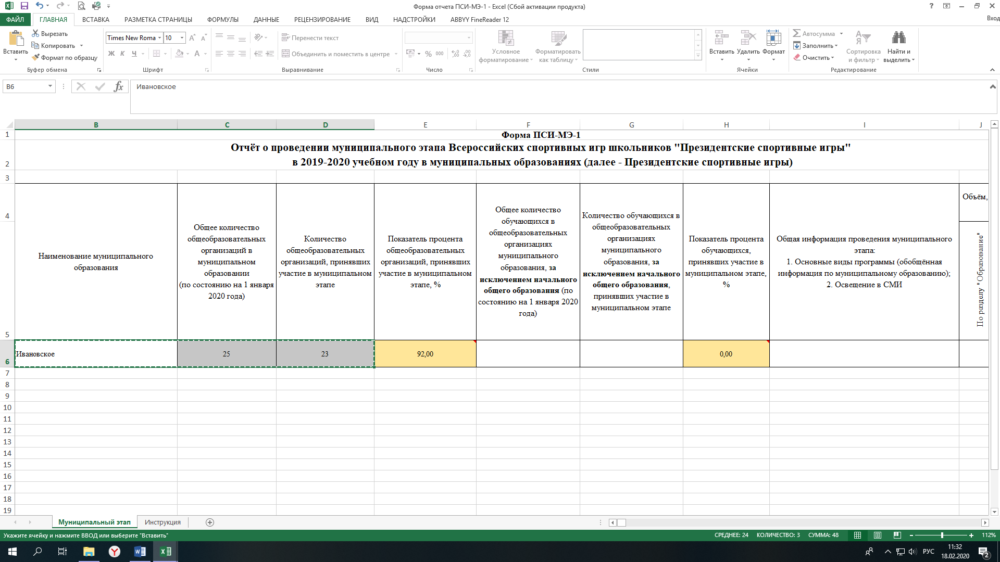 Форма отчета ПСИ-МЭ-1 - Excel (Сбой активации продукта)
ФАЙЛ ГЛАВНАЯ ВСТАВКА РАЗМЕТКА СТРАНИЦЫ ФОРМУЛЫ ДАННЫЕ РЕЦЕНЗИРОВАНИЕ ВИД НАДСТРОЙКИ ABBYY FineReader 12 Вход
Вставить
Вырезать
Копировать
Формат по образцу
Буфер обмена
Times New Roma 10
Ж К Ч
Шрифт
Перенести текст
Объединить и поместить в центре
Выравнивание
% 000
Число
Условное
форматирование
Форматировать
как таблицу
Стили
Вставить Удалить Формат
Ячейки
Автосумма
Заполнить
Очистить
Сортировка
и фильтр
Найти и
выделить
Редактирование
B6
fx
Ивановское
B C D E F G H I J
1
Форма ПСИ-МЭ-1
2
Отчёт о проведении муниципального этапа Всероссийских спортивных игр школьников "Президентские спортивные игры"
в 2019-2020 учебном году в муниципальных образованиях (далее - Президентские спортивные игры)
3
4
5
Наименование муниципального
образования
Общее количество
общеобразовательных
организаций в
муниципальном
образовании
(по состоянию на 1 января
2020 года)
Количество
общеобразовательных
организаций, принявших
участие в муниципальном
этапе
Показатель процента
общеобразовательных
организаций, принявших
участие в муниципальном
этапе, %
Общее количество
обучающихся в
общеобразовательных
организациях
муниципального
образования, за
исключением начального
общего образования (по
состоянию на 1 января 2020
года)
Количество обучающихся в
общеобразовательных
организациях
муниципального
образования, за
исключением начального
общего образования,
принявших участие в
муниципальном этапе
Показатель процента
обучающихся,
принявших участие в
муниципальном этапе,
%
Общая информация проведения муниципального
этапа:
1. Основные виды программы (обобщённая
информация по муниципальному образованию);
2. Освещение в СМИ
Объём,
По разделу "Образование"
6
Ивановское 25 23 92,00 0,00
7
8
9
10
11
12
13
14
15
16
17
18
19
Муниципальный этап Инструкция
Укажите ячейку и нажмите ВВОД или выберите "Вставить"
СРЕДНЕЕ: 24 КОЛИЧЕСТВО: 3 СУММА: 48 112%
РУС
11:32
18.02.2020
2